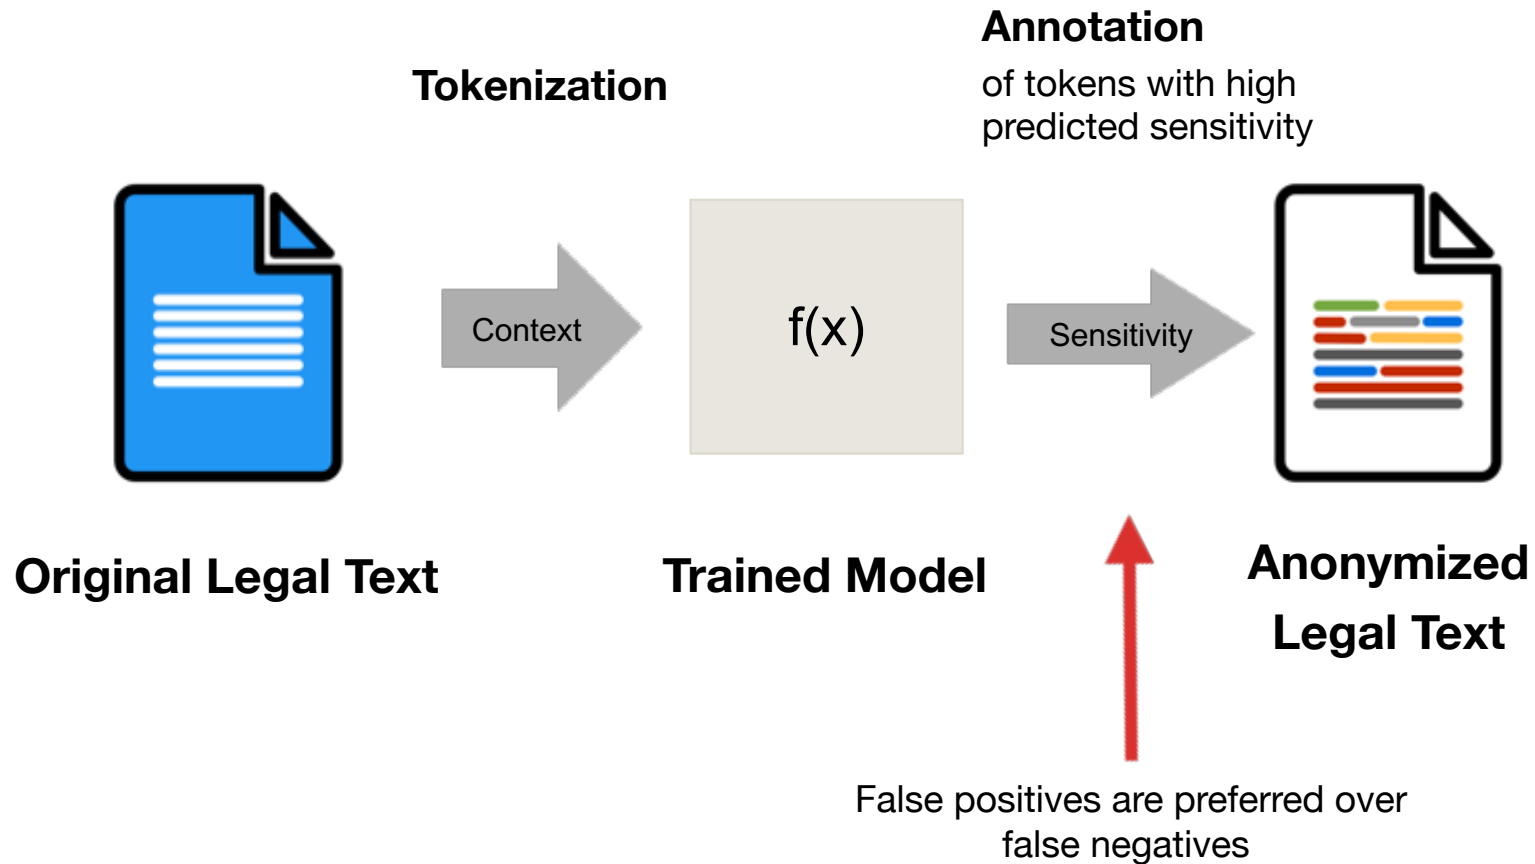 Annotation
of tokens with high
predicted sensitivity
Tokenization
Context
f(x)
Sensitivity
Original Legal Text
Trained Model
Anonymized
Legal Text
False positives are preferred over
false negatives